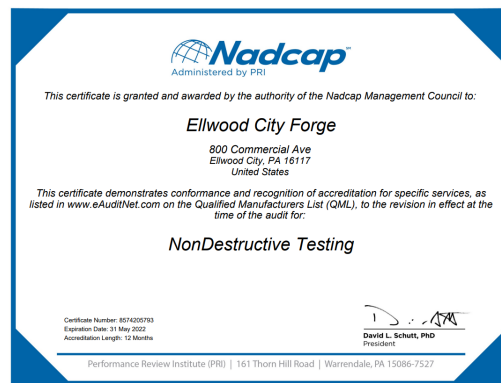 Nadcap
Administered by PRI
This certificate is granted and awarded by the authority of the Nadcap Management Council to:
Ellwood City Forge
800 Commercial Ave
Ellwood City, PA 16117
United States
This certificate demonstrates conformance and recognition of accreditation for specific services, as
listed in www.eAuditNet.com on the Qualified Manufacturers List (QML), to the revision in effect at the
time of the audit for:
NonDestructive Testing
Certificate Number: 8574205793
Expiration Date: 31 May 2022
Accreditation Length: 12 Months
David L. Schutt, PhD
President
Performance Review Institute (PRI) | 161 Thorn Hill Road | Warrendale, PA 15086-7527